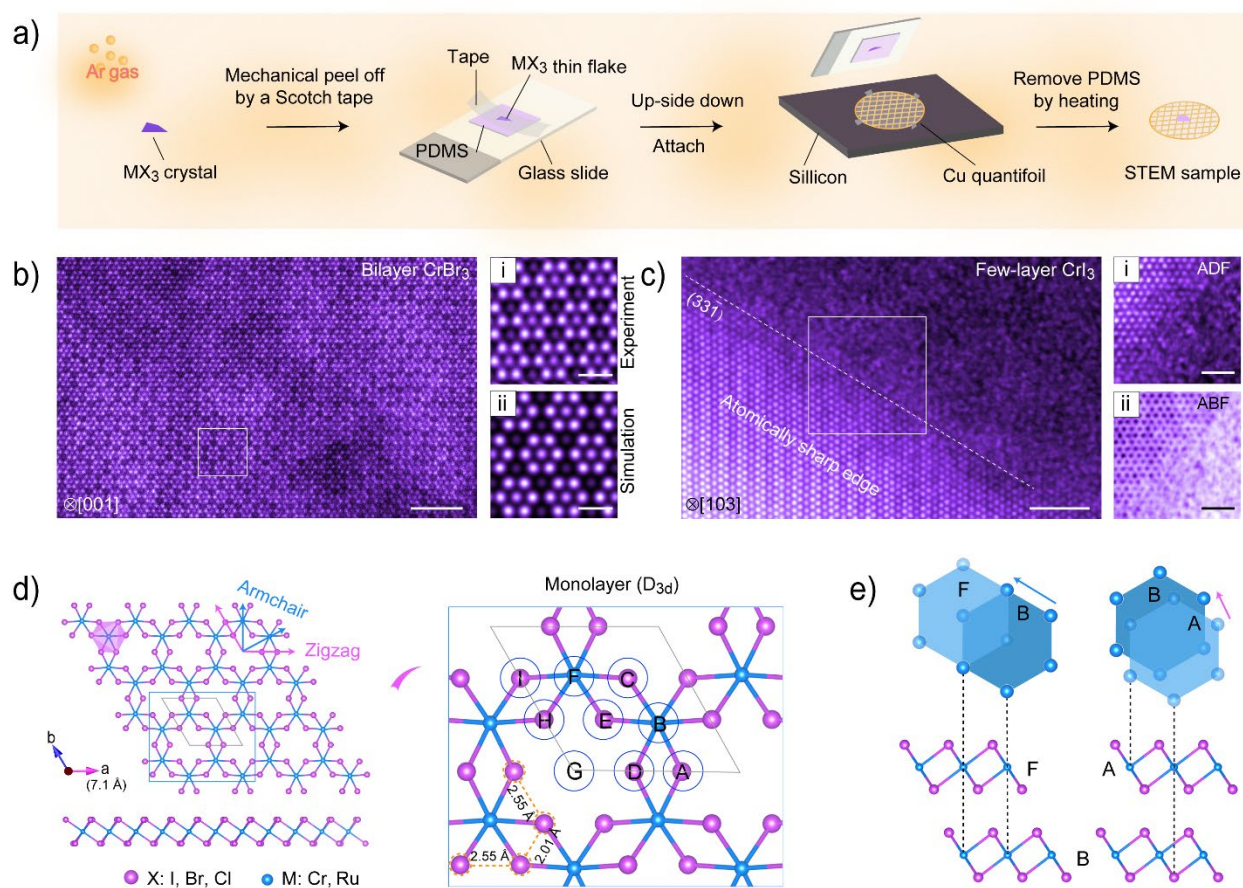 a)
Ar gas
MX3 crystal
Mechanical peel off
by a Scotch tape
Tape
MX3 thin flake
PDMS
Glass slide
Up-side down
Attach
Sillicon
Cu quantifoil
Remove PDMS
by heating
STEM sample
b)
Bilayer CrBr3
⊗[001]
i
Experiment
ii
Simulation
c)
Few-layer CrI3
(33̄1̄)
Atomically sharp edge
⊗[103]
i
ADF
ii
ABF
d)
Armchair
Zigzag
b
a
(7.1 Å)
X: I, Br, Cl
M: Cr, Ru
Monolayer (D3d)
I
F
C
H
E
B
G
D
A
2.55 Å
2.01 Å
2.55 Å
e)
F
B
B
A
F
A
B